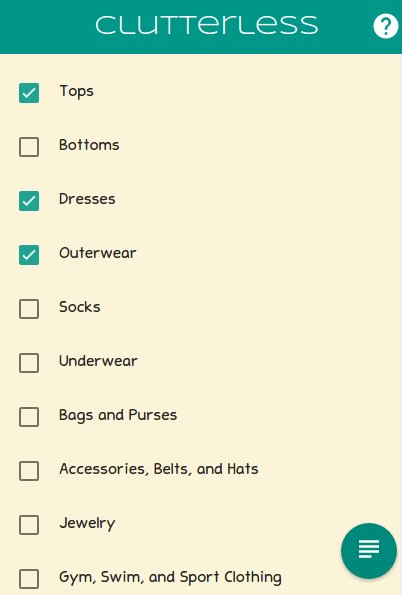 cLUTTerLess
?
Tops
Bottoms
Dresses
Outerwear
Socks
Underwear
Bags and Purses
Accessories, Belts, and Hats
Jewelry
Gym, Swim, and Sport Clothing